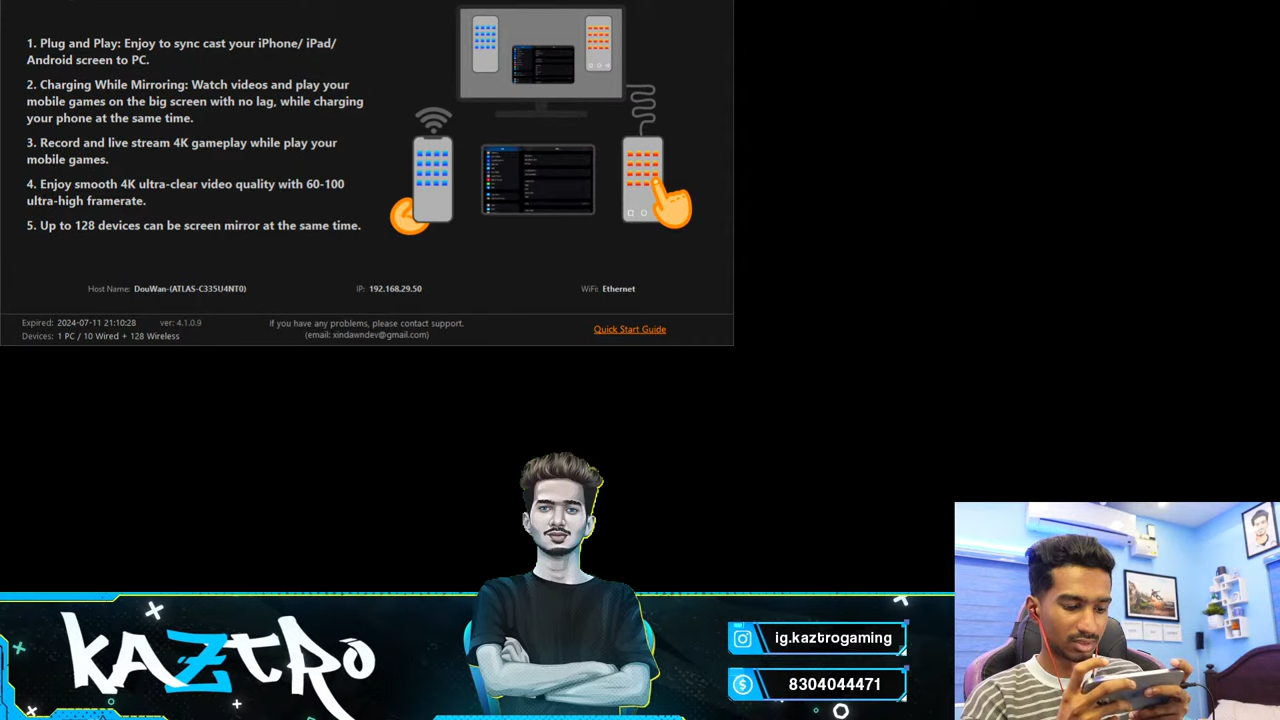 1. Plug and Play: Enjoy to sync cast your iPhone/ iPad/
Android screen to PC.
2. Charging While Mirroring: Watch videos and play your
mobile games on the big screen with no lag, while charging
your phone at the same time.
3. Record and live stream 4K gameplay while play your
mobile games.
4. Enjoy smooth 4K ultra-clear video quality with 60-100
ultra-high framerate.
5. Up to 128 devices can be screen mirror at the same time.
Host Name: DouWan-(ATLAS-C335U4NT0)
IP: 192.168.29.50
WiFi: Ethernet
Expired: 2024-07-11 21:10:28
ver: 4.1.0.9
Devices: 1 PC / 10 Wired + 128 Wireless
if you have any problems, please contact support.
(email: xindawndev@gmail.com)
Quick Start Guide
KAZTRO
ig.kaztrogaming
$ 8304044471